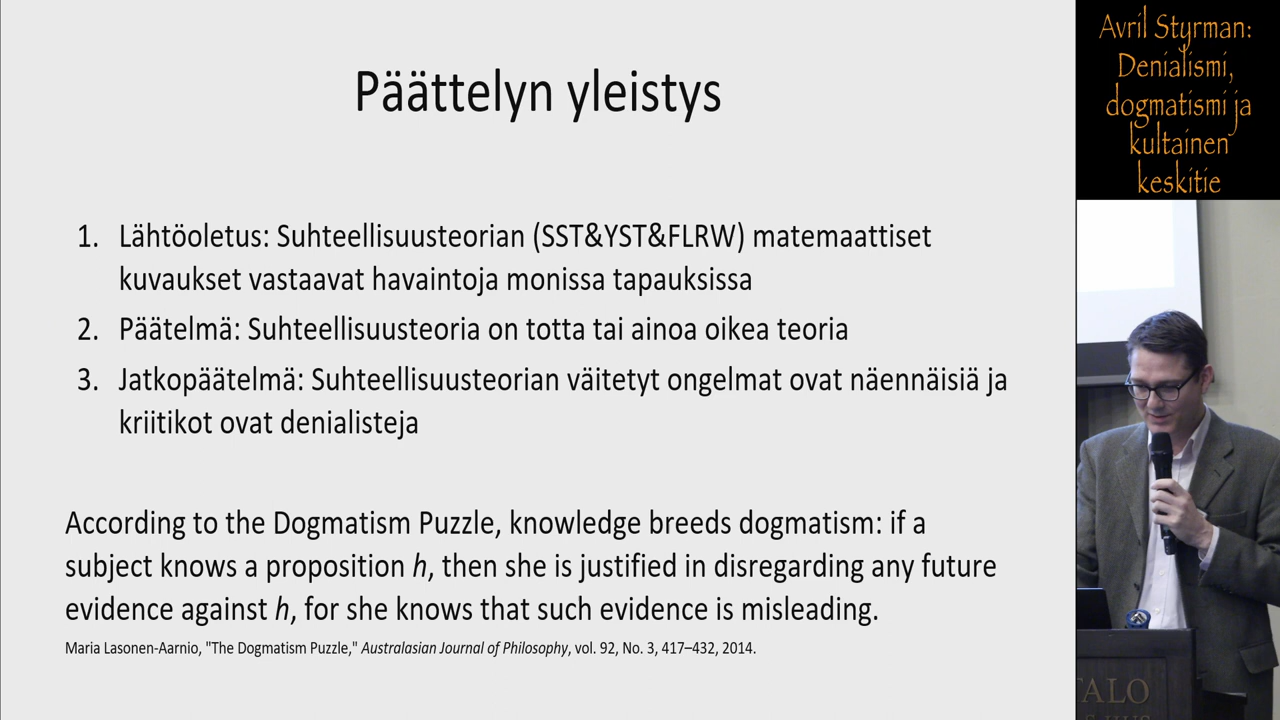 Päättelyn yleistys
1. Lähtöoletus: Suhteellisuusteorian (SST&YST&FLRW) matemaattiset
kuvaukset vastaavat havaintoja monissa tapauksissa
2. Päätelmä: Suhteellisuusteoria on totta tai ainoa oikea teoria
3. Jatkopäätelmä: Suhteellisuusteorian väitetyt ongelmat ovat näennäisiä ja
kriitikot ovat denialisteja
According to the Dogmatism Puzzle, knowledge breeds dogmatism: if a
subject knows a proposition h, then she is justified in disregarding any future
evidence against h, for she knows that such evidence is misleading.
Maria Lasonen-Aarnio, "The Dogmatism Puzzle," Australasian Journal of Philosophy, vol. 92, No. 3, 417–432, 2014.
Avril Styrman:
Denialismi,
dogmatismi ja
kultainen
keskitie
TALO